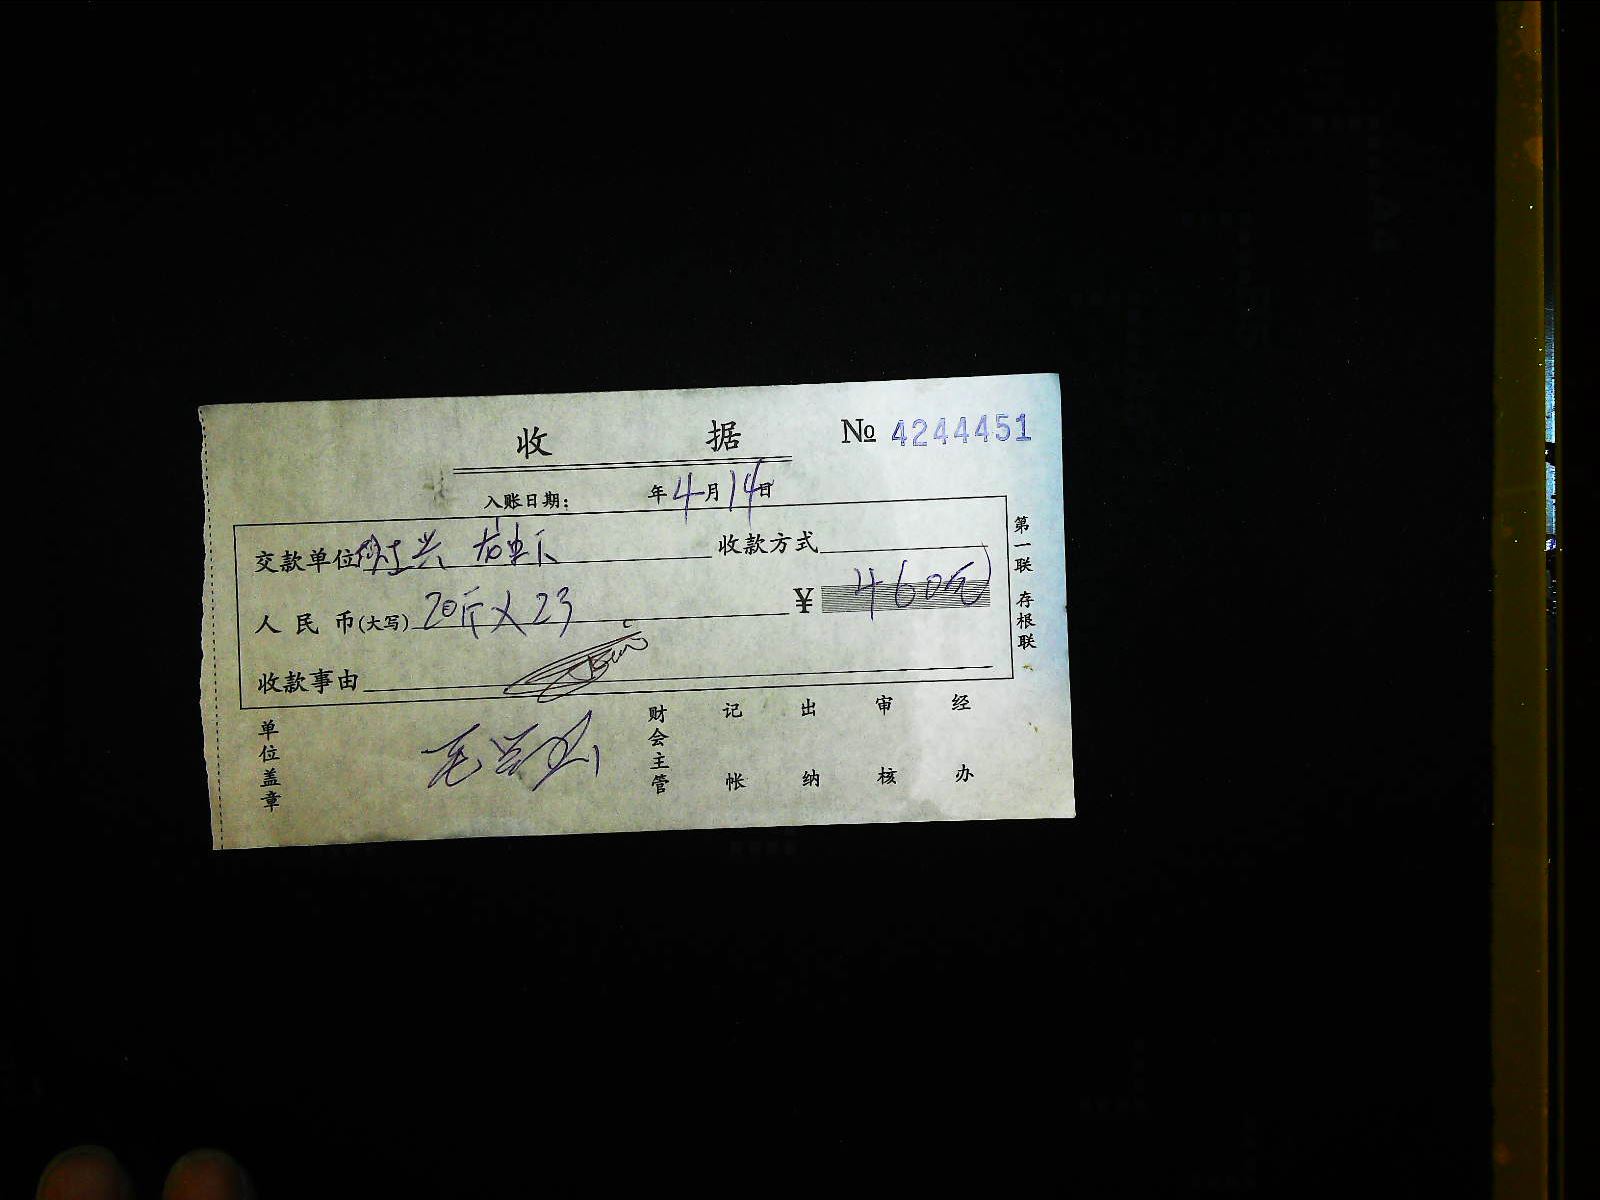 收 据 № 4244451
入账日期: 年4月14日
交款单位 兴 收款方式
人民币(大写) 20斤×23 ¥ 460元
收款事由
单位盖章
财会主管 记帐 出纳 审核 经办
第一联 存根联